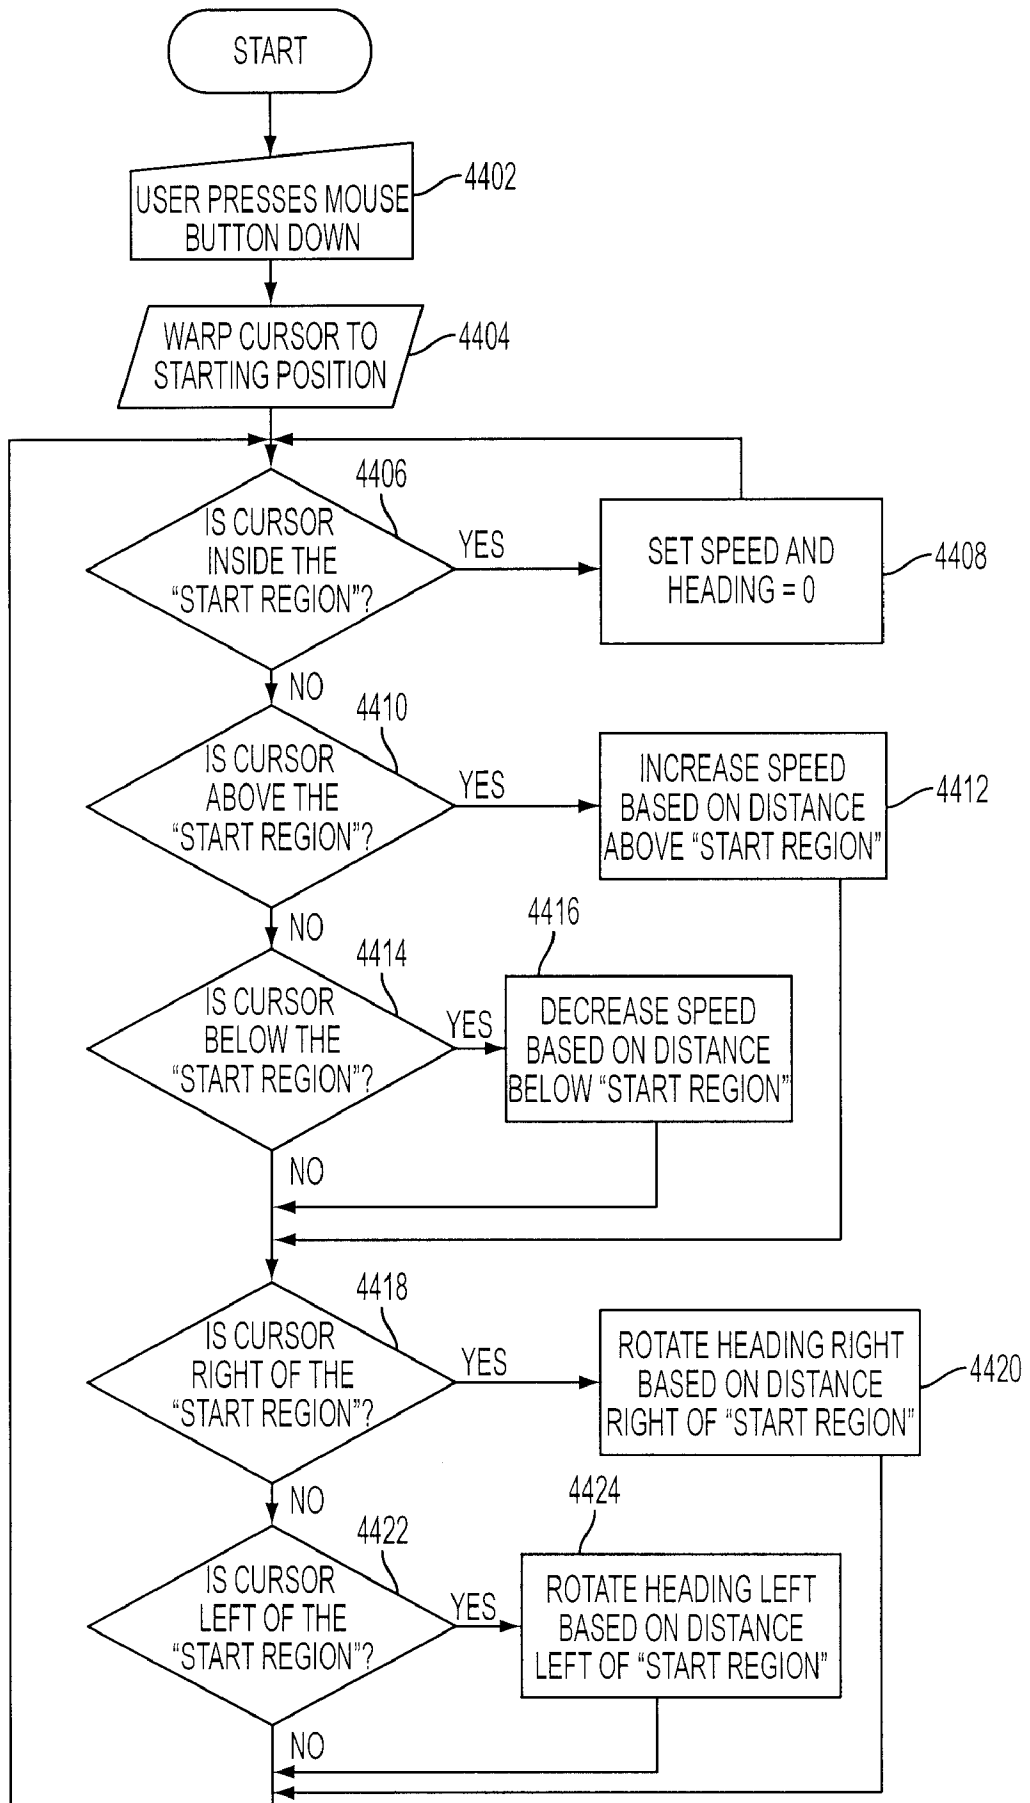 START
USER PRESSES MOUSE
BUTTON DOWN
4402
WARP CURSOR TO
STARTING POSITION
4404
IS CURSOR
INSIDE THE
“START REGION”?
4406
YES
SET SPEED AND
HEADING = 0
4408
NO
IS CURSOR
ABOVE THE
“START REGION”?
4410
YES
INCREASE SPEED
BASED ON DISTANCE
ABOVE “START REGION”
4412
NO
IS CURSOR
BELOW THE
“START REGION”?
4414
YES
DECREASE SPEED
BASED ON DISTANCE
BELOW “START REGION”
4416
NO
IS CURSOR
RIGHT OF THE
“START REGION”?
4418
YES
ROTATE HEADING RIGHT
BASED ON DISTANCE
RIGHT OF “START REGION”
4420
NO
IS CURSOR
LEFT OF THE
“START REGION”?
4422
YES
ROTATE HEADING LEFT
BASED ON DISTANCE
LEFT OF “START REGION”
4424
NO